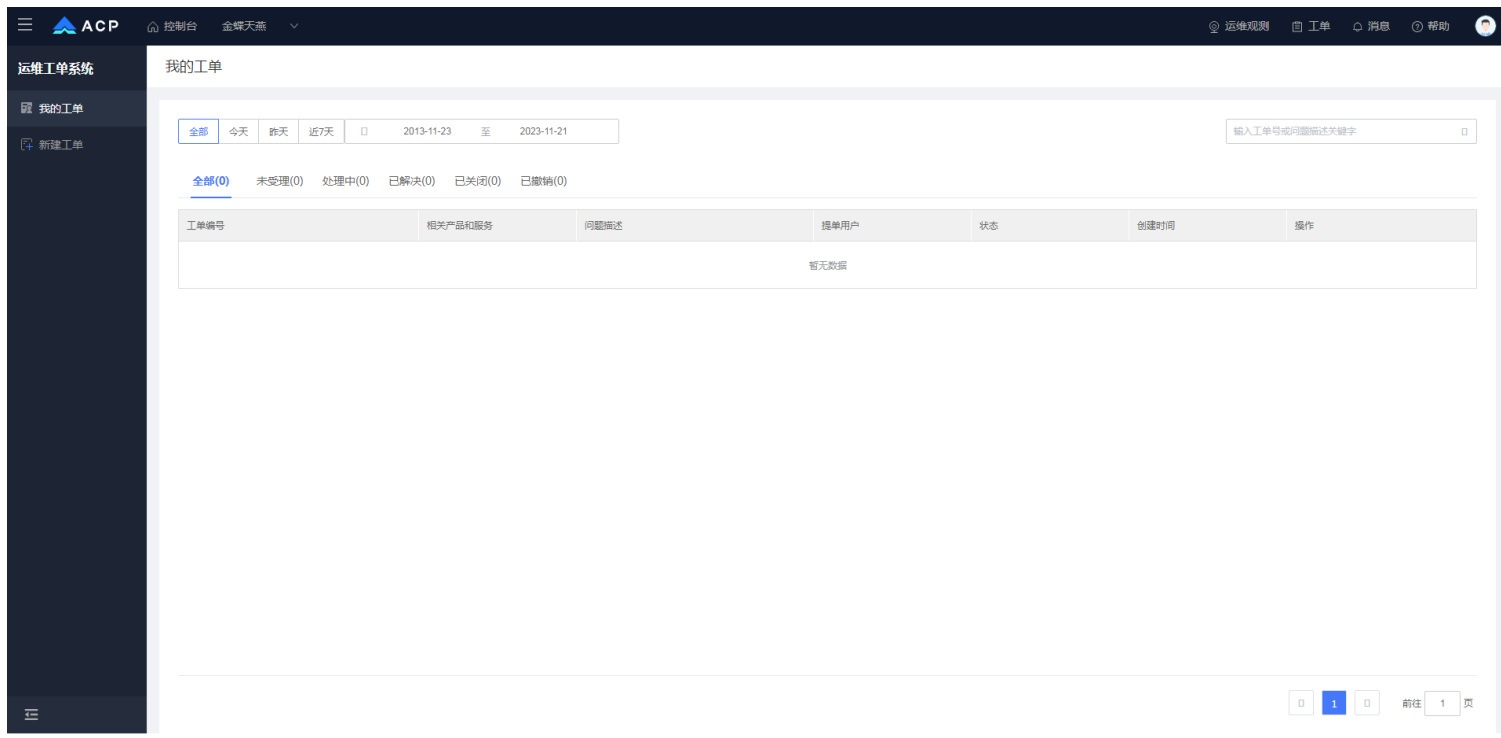 ACP 控制台 金蝶天燕 运维观测 工单 消息 帮助
运维工单系统
我的工单
新建工单
我的工单
全部 今天 昨天 近7天 2013-11-23 至 2023-11-21
输入工单号或问题描述关键字
全部(0) 未受理(0) 处理中(0) 已解决(0) 已关闭(0) 已撤销(0)
工单编号 相关产品和服务 问题描述 提单用户 状态 创建时间 操作
暂无数据
1 前往 1 页